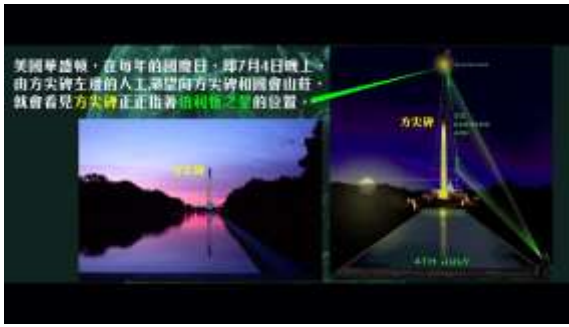 美國華盛頓，在每年的國慶日，即7月4日晚上，
由方尖碑左邊的人工湖望向方尖碑和國會山莊，
就會看見方尖碑正正指著伯利恆之星的位置。
方尖碑
方尖碑
4TH JULY